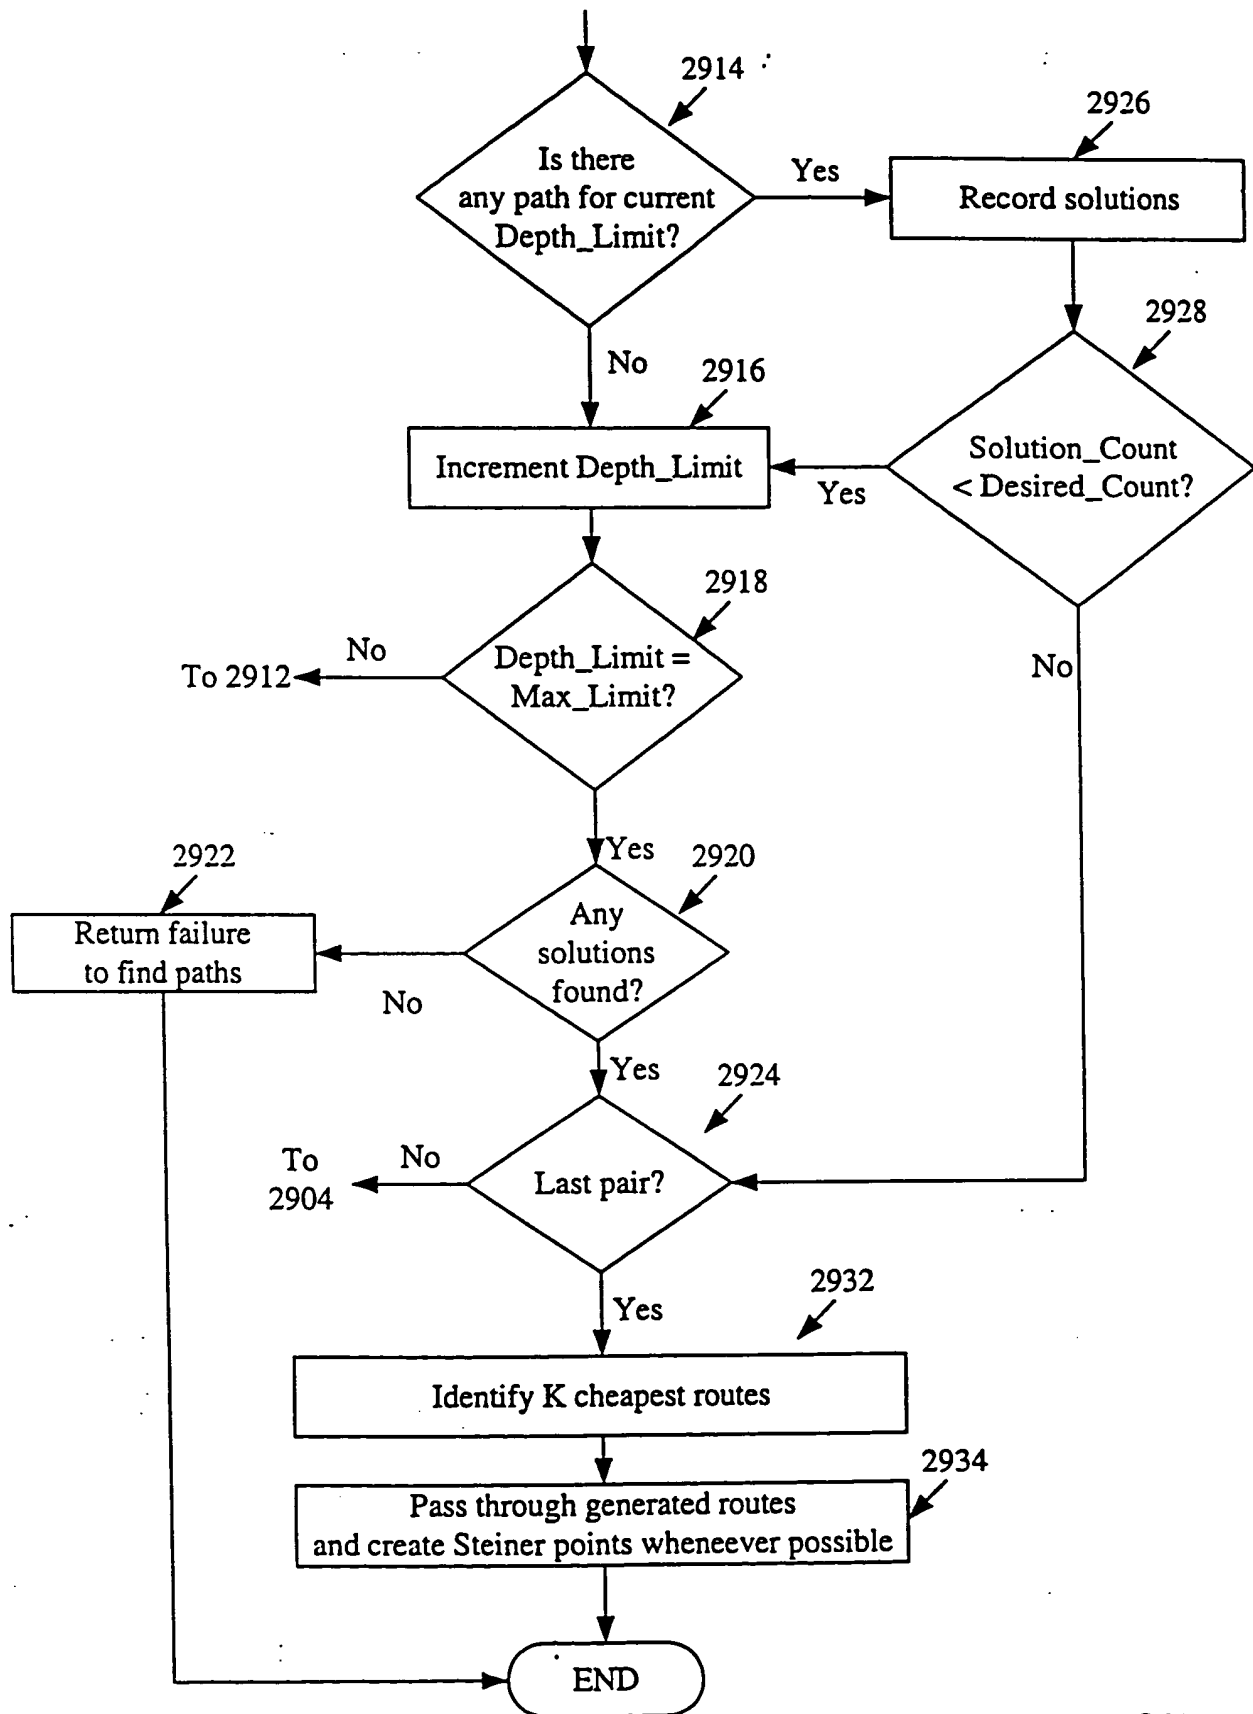 2914
Is there
any path for current
Depth_Limit?
Yes
2926
Record solutions
2928
Solution_Count
< Desired_Count?
Yes
No
No
2916
Increment Depth_Limit
2918
Depth_Limit =
Max_Limit?
No
To 2912
Yes
2920
Any
solutions
found?
No
2922
Return failure
to find paths
Yes
2924
Last pair?
No
To
2904
Yes
2932
Identify K cheapest routes
2934
Pass through generated routes
and create Steiner points wheneever possible
END